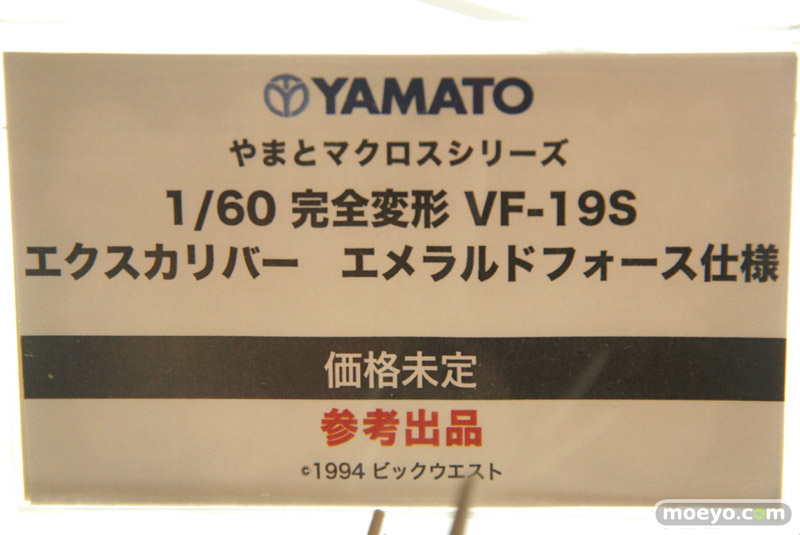 YAMATO
やまとマクロスシリーズ
1/60 完全変形 VF-19S
エクスカリバー　エメラルドフォース仕様
価格未定
参考出品
©1994 ビックウエスト
moeyo.com